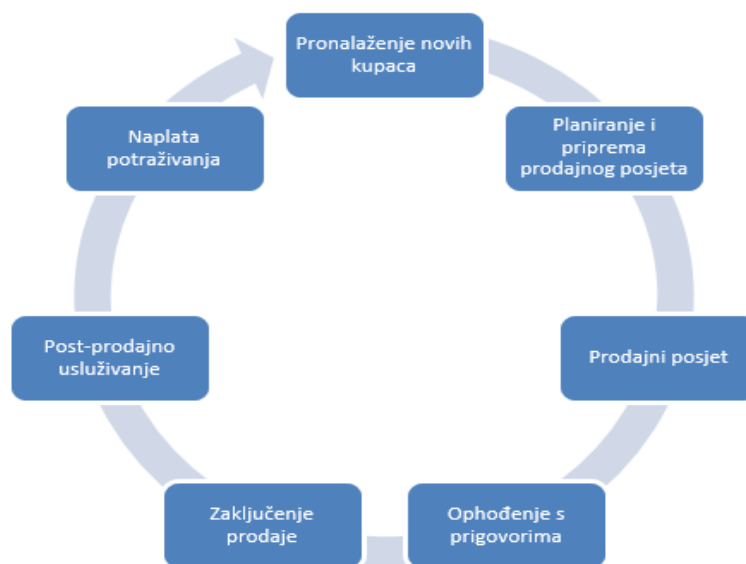 Pronalaženje novih
kupaca
Planiranje i
priprema
prodajnog posjeta
Prodajni posjet
Ophođenje s
prigovorima
Zaključenje
prodaje
Post-prodajno
usluživanje
Naplata
potraživanja